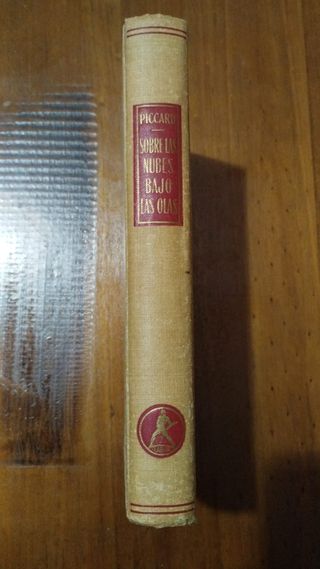 PICCARD
SOBRE LAS
NUBES,
BAJO
LAS OLAS